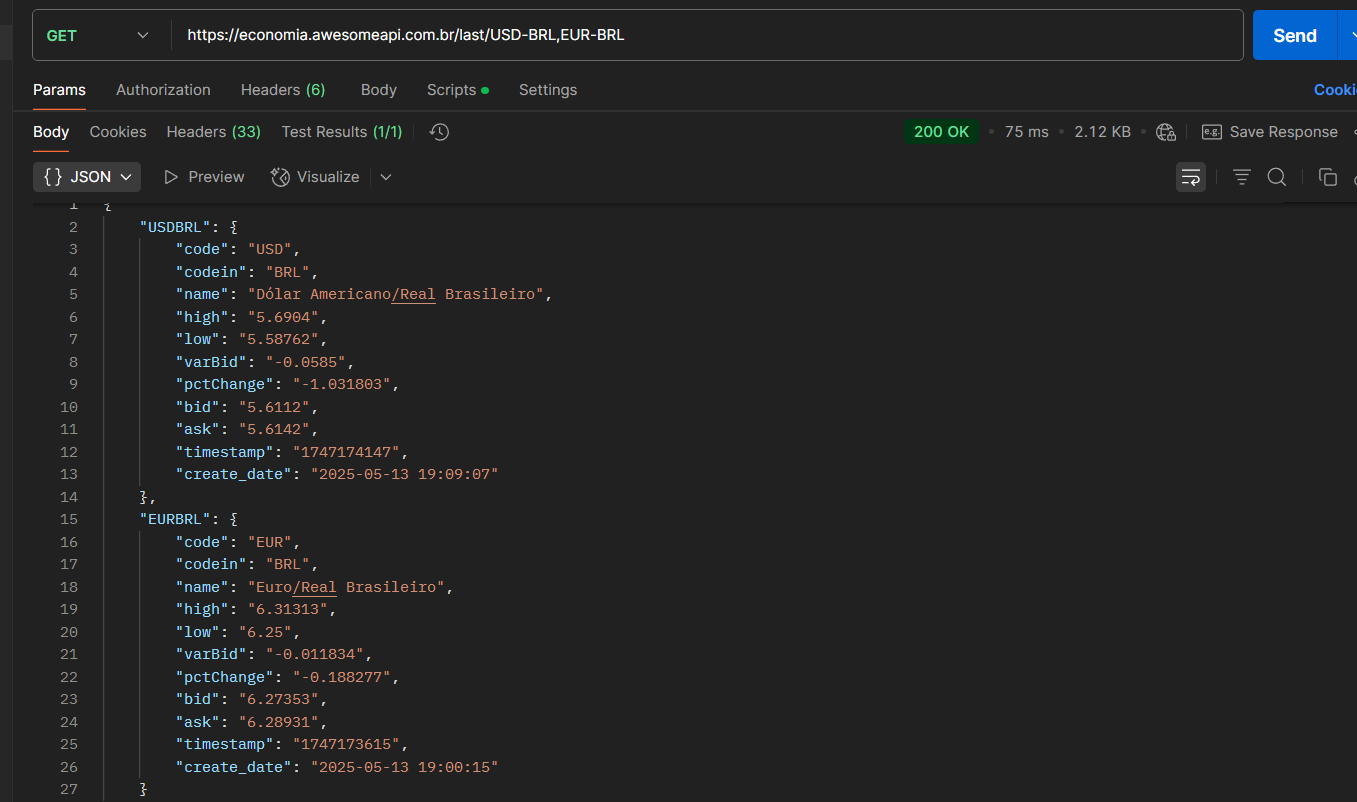 GET https://economia.awesomeapi.com.br/last/USD-BRL,EUR-BRL Send
Params Authorization Headers (6) Body Scripts Settings Cooki
Body Cookies Headers (33) Test Results (1/1) 200 OK 75 ms 2.12 KB e.g. Save Response
{} JSON Preview Visualize
1 {
2 "USDBRL": {
3 "code": "USD",
4 "codein": "BRL",
5 "name": "Dólar Americano/Real Brasileiro",
6 "high": "5.6904",
7 "low": "5.58762",
8 "varBid": "-0.0585",
9 "pctChange": "-1.031803",
10 "bid": "5.6112",
11 "ask": "5.6142",
12 "timestamp": "1747174147",
13 "create_date": "2025-05-13 19:09:07"
14 },
15 "EURBRL": {
16 "code": "EUR",
17 "codein": "BRL",
18 "name": "Euro/Real Brasileiro",
19 "high": "6.31313",
20 "low": "6.25",
21 "varBid": "-0.011834",
22 "pctChange": "-0.188277",
23 "bid": "6.27353",
24 "ask": "6.28931",
25 "timestamp": "1747173615",
26 "create_date": "2025-05-13 19:00:15"
27 }